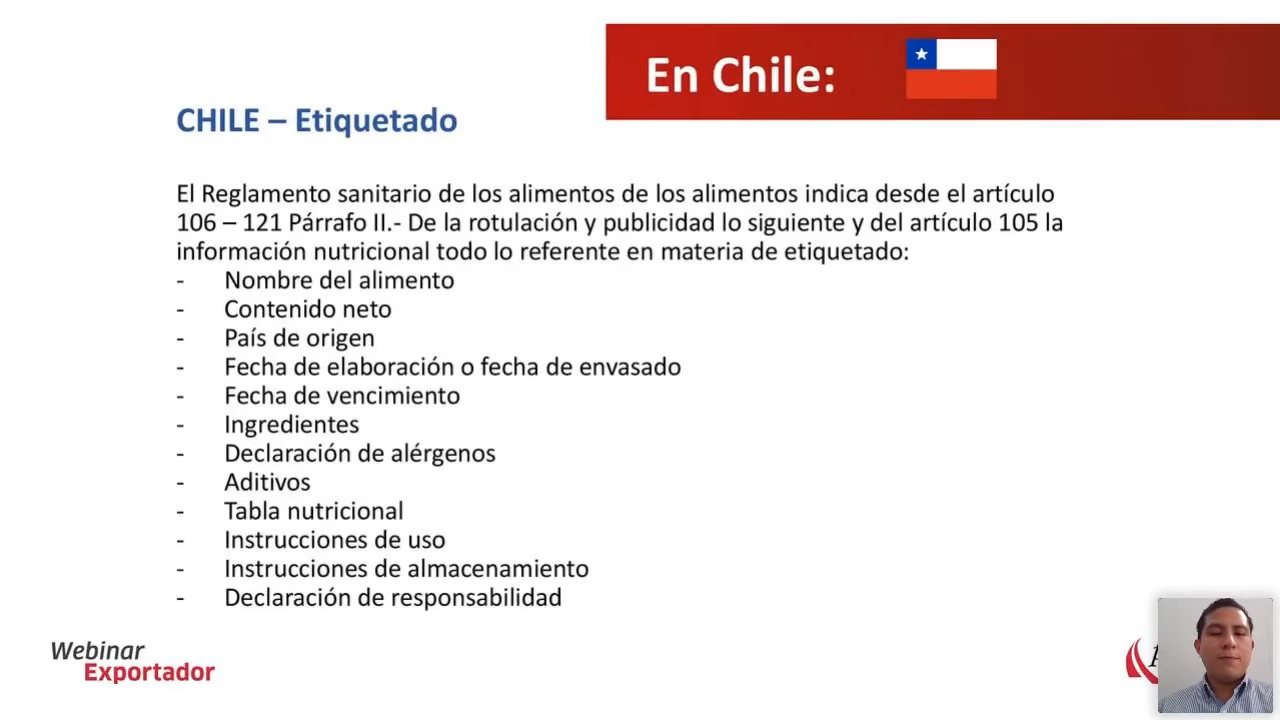 En Chile:
CHILE – Etiquetado
El Reglamento sanitario de los alimentos de los alimentos indica desde el artículo
106 – 121 Párrafo II.- De la rotulación y publicidad lo siguiente y del artículo 105 la
información nutricional todo lo referente en materia de etiquetado:
- Nombre del alimento
- Contenido neto
- País de origen
- Fecha de elaboración o fecha de envasado
- Fecha de vencimiento
- Ingredientes
- Declaración de alérgenos
- Aditivos
- Tabla nutricional
- Instrucciones de uso
- Instrucciones de almacenamiento
- Declaración de responsabilidad
Webinar
Exportador